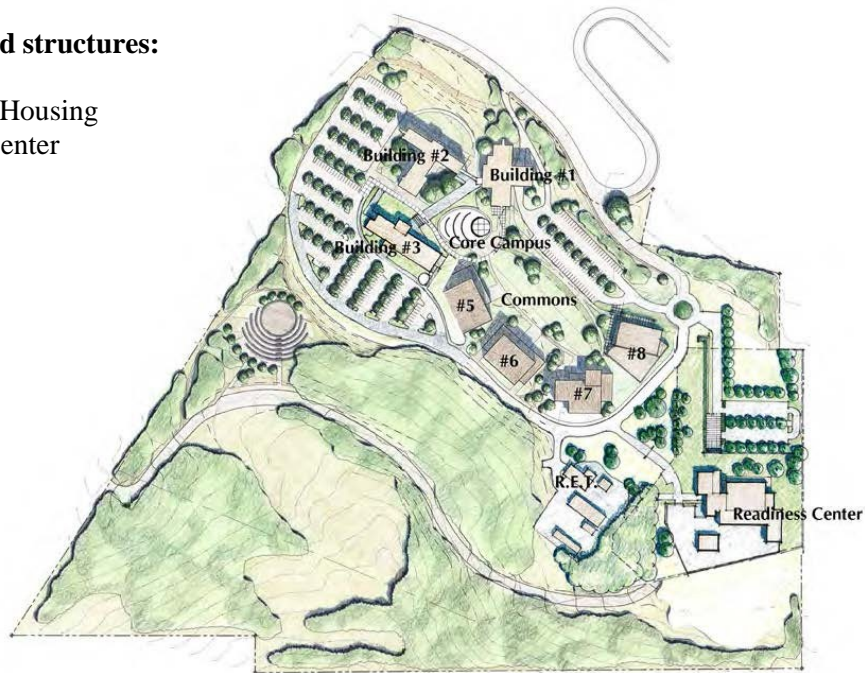 d structures:
Housing
enter
Building #2
Building #1
Building #3
Core Campus
#5
Commons
#6
#8
#7
R.E.T.
Readiness Center